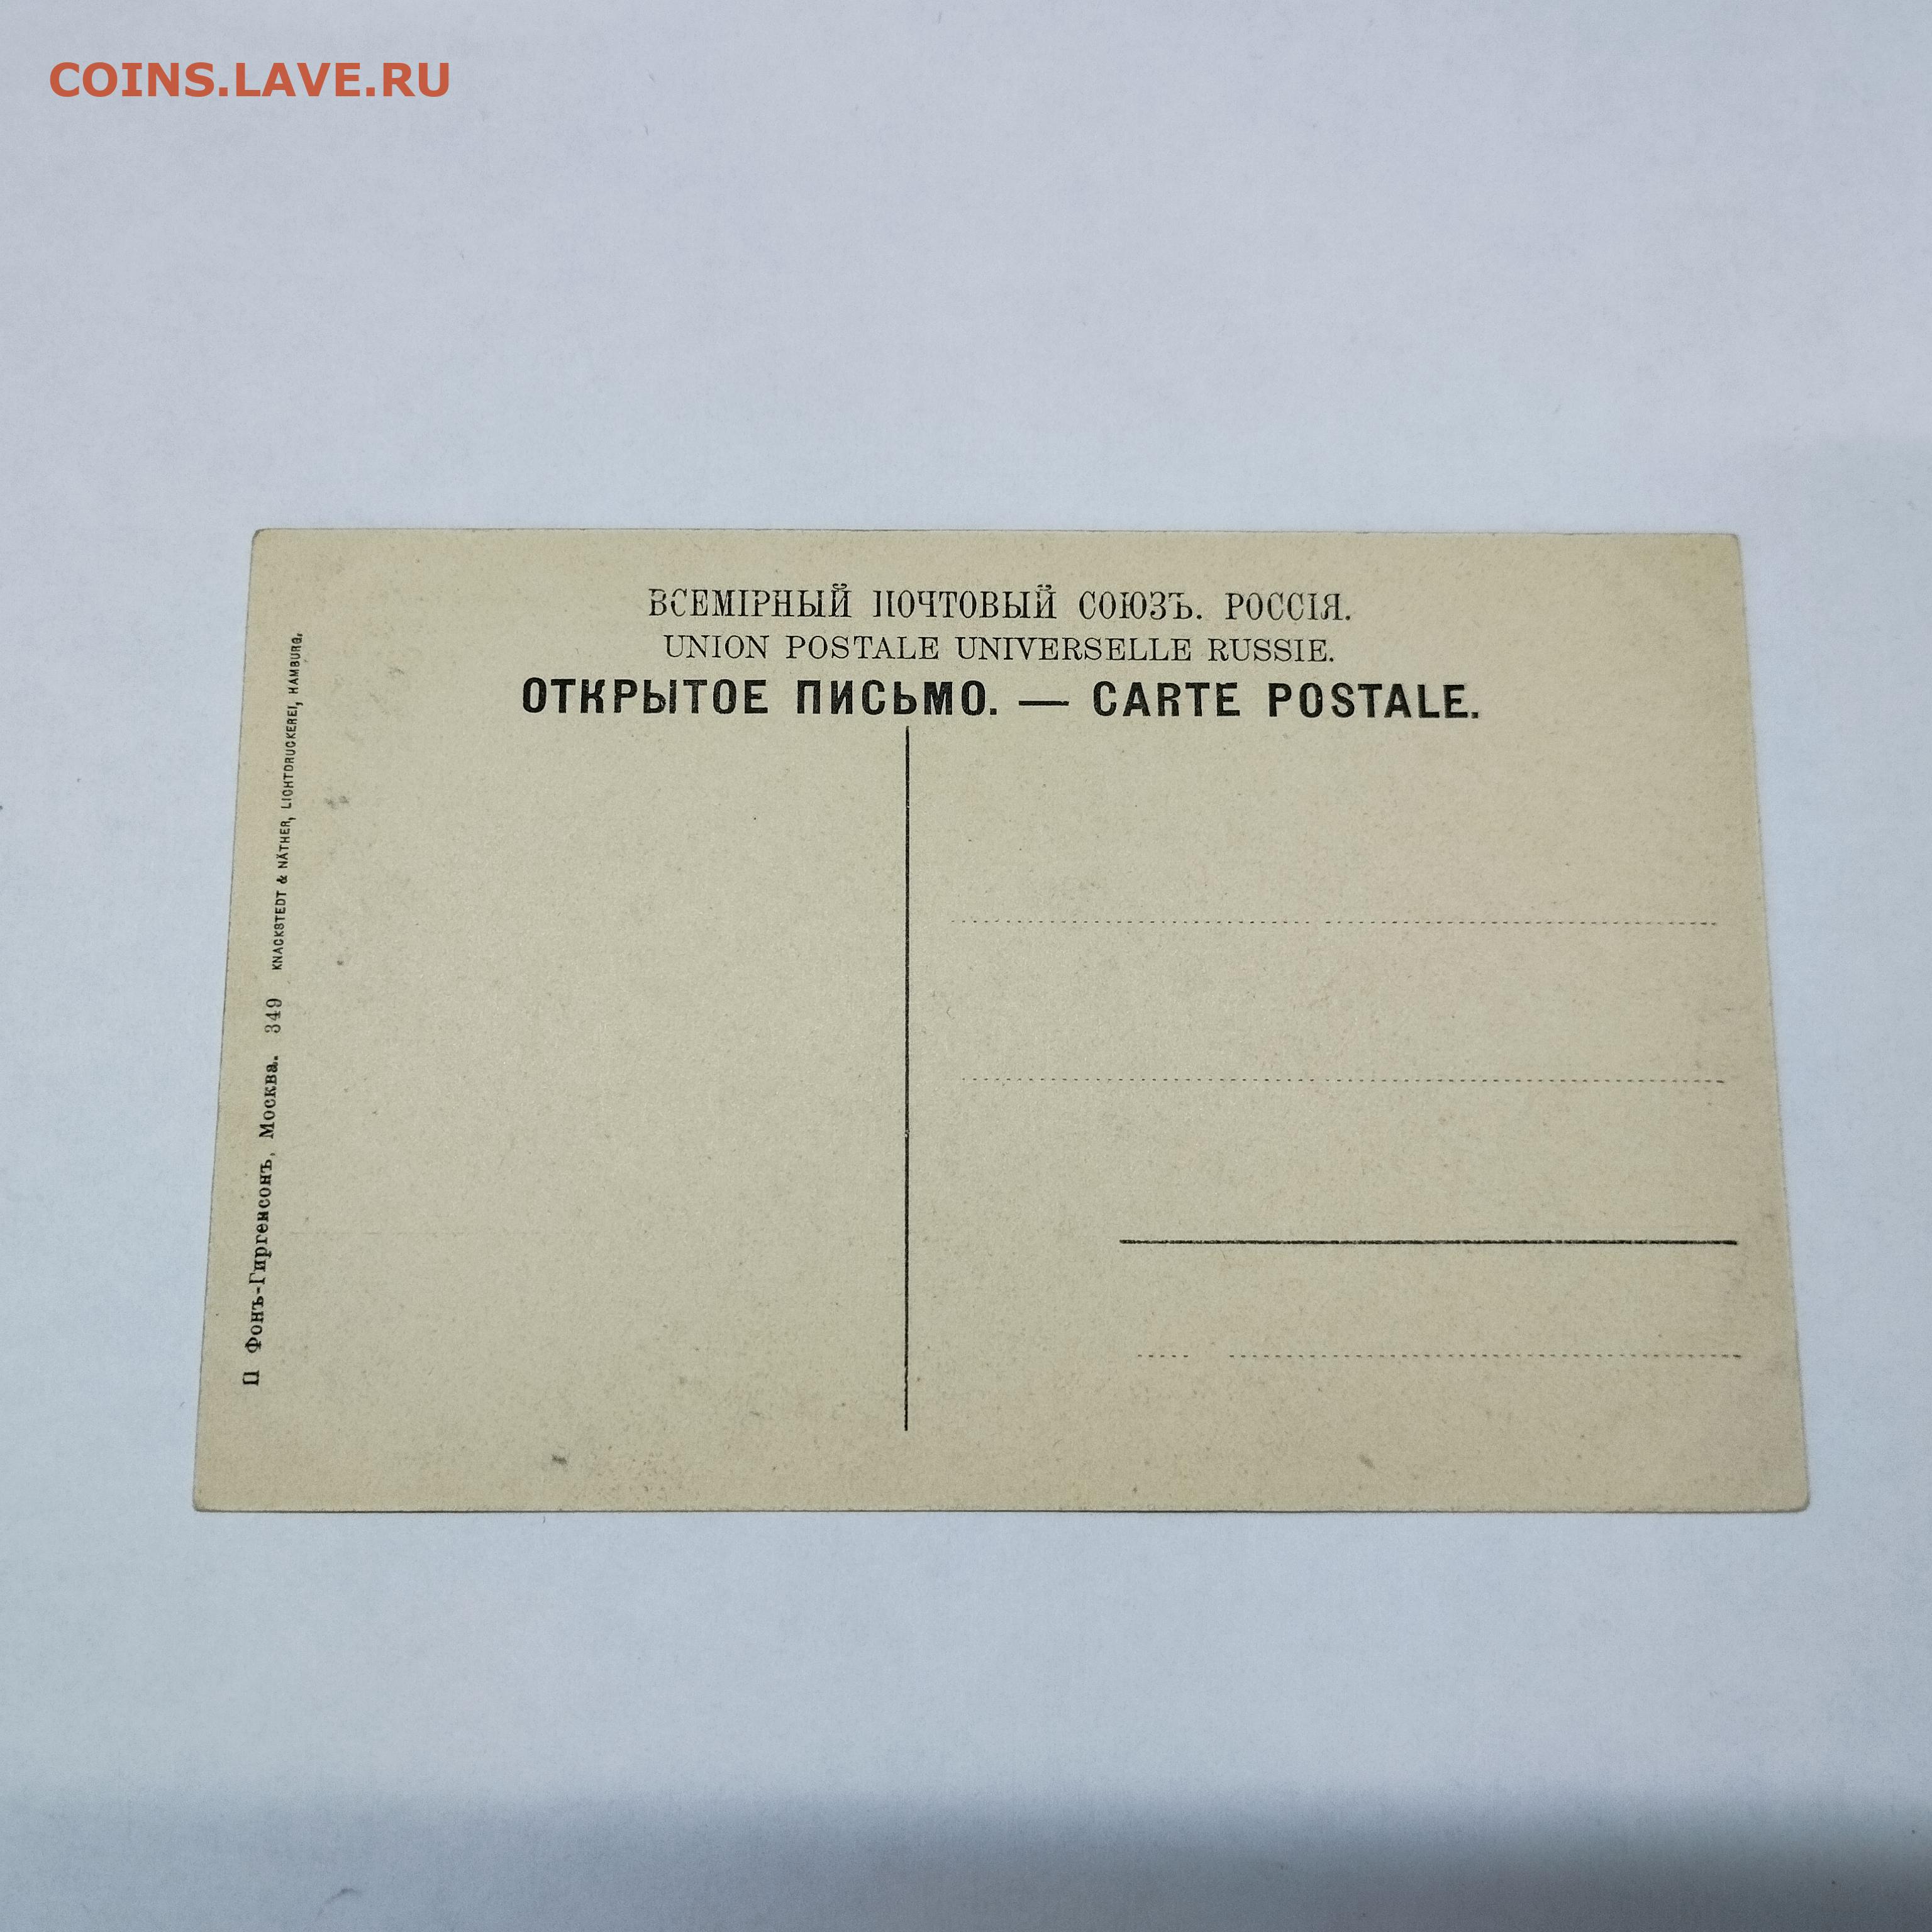 COINS.LAVE.RU
ВСЕМІРНЫЙ ПОЧТОВЫЙ СОЮЗЪ. РОССІЯ.
UNION POSTALE UNIVERSELLE RUSSIE.
ОТКРЫТОЕ ПИСЬМО. — CARTE POSTALE.
П Фонъ-Гиргенсонъ, Москва. 349 KNACKSTEDT & NÄTHER, LICHTDRUCKEREI, HAMBURG.